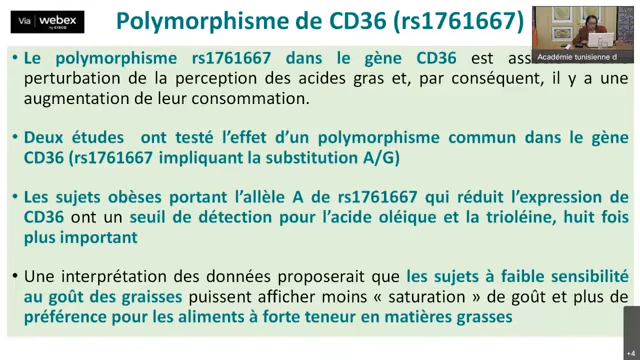 Via
webex
by CISCO
Polymorphisme de CD36 (rs1761667)
Académie tunisienne d
• Le polymorphisme rs1761667 dans le gène CD36 est
perturbation de la perception des acides gras et, par conséquent, il y a une
augmentation de leur consommation.
• Deux études ont testé l'effet d'un polymorphisme commun dans le gène
CD36 (rs1761667 impliquant la substitution A/G)
• Les sujets obèses portant l'allèle A de rs1761667 qui réduit l'expression de
CD36 ont un seuil de détection pour l'acide oléique et la trioléine, huit fois
plus important
• Une interprétation des données proposerait que les sujets à faible sensibilité
au goût des graisses puissent afficher moins « saturation » de goût et plus de
préférence pour les aliments à forte teneur en matières grasses
+4